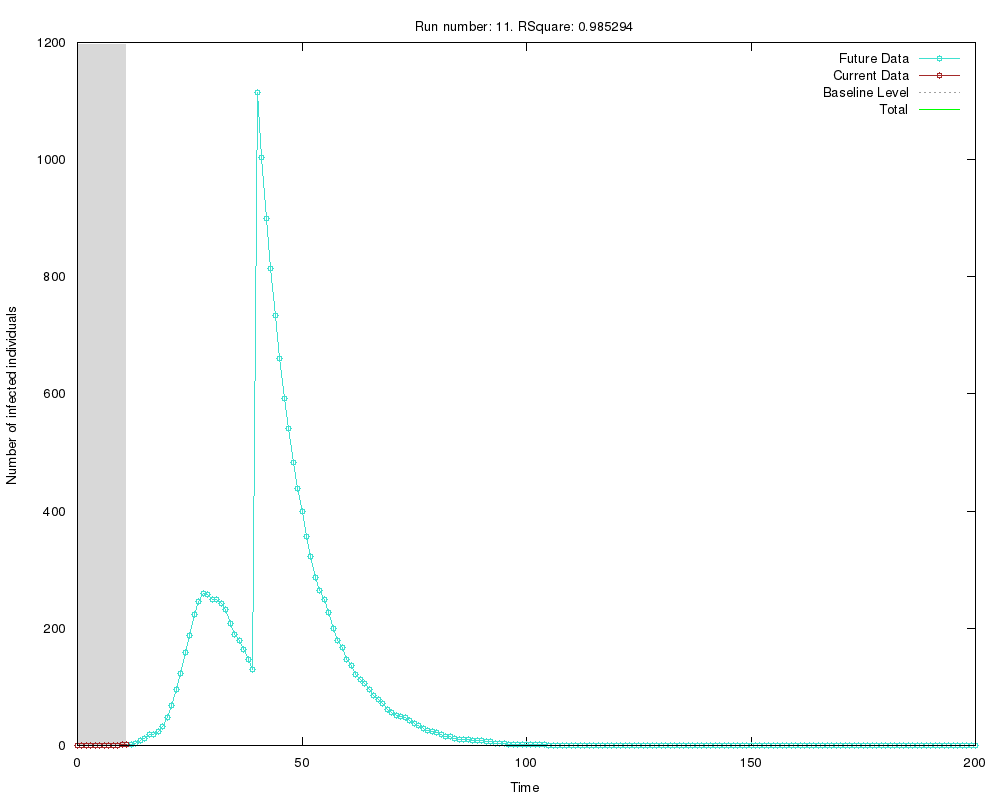 Run number: 11. RSquare: 0.985294
1200
1000
800
600
400
200
0
Number of infected individuals
Future Data
Current Data
Baseline Level
Total
0
50
100
150
200
Time